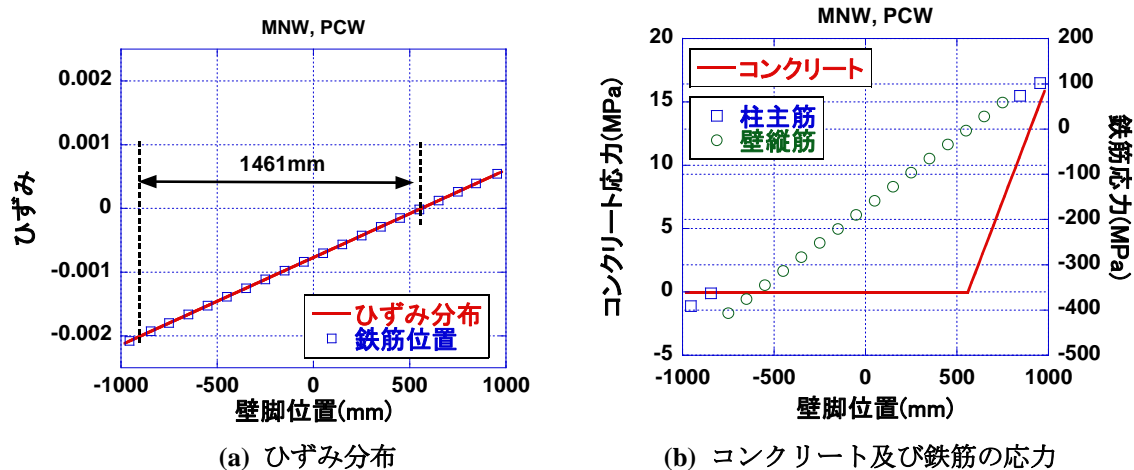 MNW, PCW
0.002
0.001
0
-0.001
-0.002
ひずみ
1461mm
ひずみ分布
鉄筋位置
-1000
-500
0
500
1000
壁脚位置(mm)
(a) ひずみ分布
MNW, PCW
20
15
10
5
0
-5
コンクリート応力(MPa)
コンクリート
柱主筋
壁縦筋
200
100
0
-100
-200
-300
-400
-500
鉄筋応力(MPa)
-1000
-500
0
500
1000
壁脚位置(mm)
(b) コンクリート及び鉄筋の応力